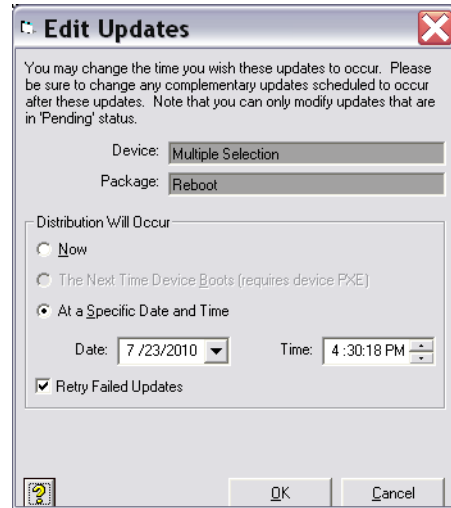 Edit Updates
You may change the time you wish these updates to occur. Please
be sure to change any complementary updates scheduled to occur
after these updates. Note that you can only modify updates that are
in 'Pending' status.
Device: Multiple Selection
Package: Reboot
Distribution Will Occur
Now
The Next Time Device Boots (requires device PXE)
At a Specific Date and Time
Date: 7 /23/2010 Time: 4 :30:18 PM
Retry Failed Updates
? OK Cancel